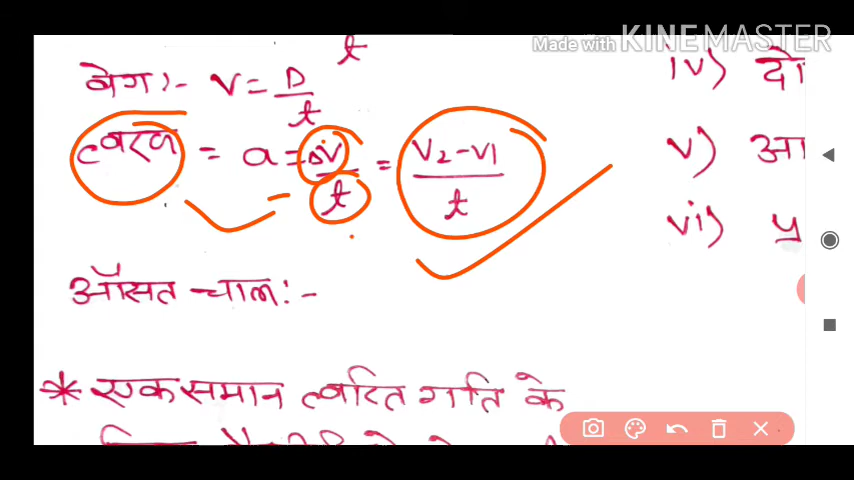 Made with KINEMASTER
t
बेग:- V = D/t
त्वरण = a = ΔV/t = V2-V1/t
औसत चाल:-
* एकसमान त्वरित गति के
iv) दो
v) आ
vi)